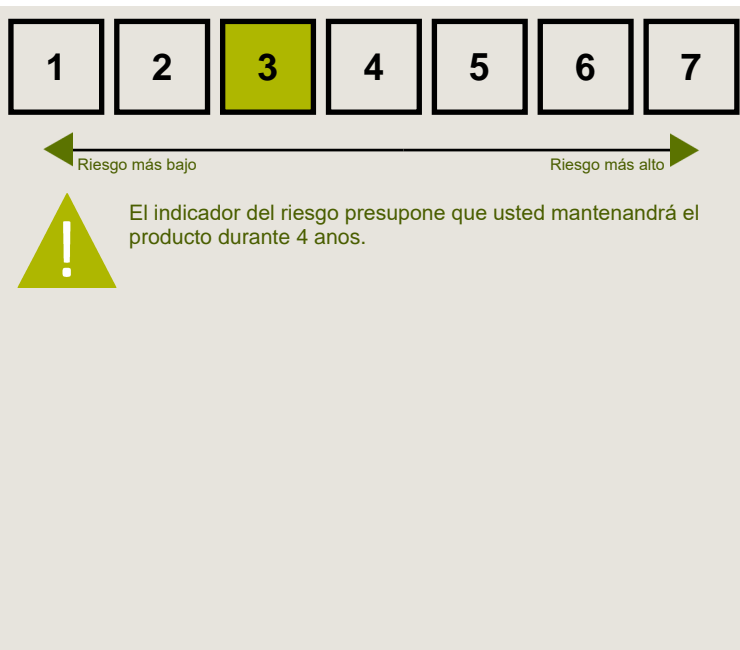 1 2 3 4 5 6 7
Riesgo más bajo Riesgo más alto
El indicador del riesgo presupone que usted mantenandrá el
producto durante 4 anos.